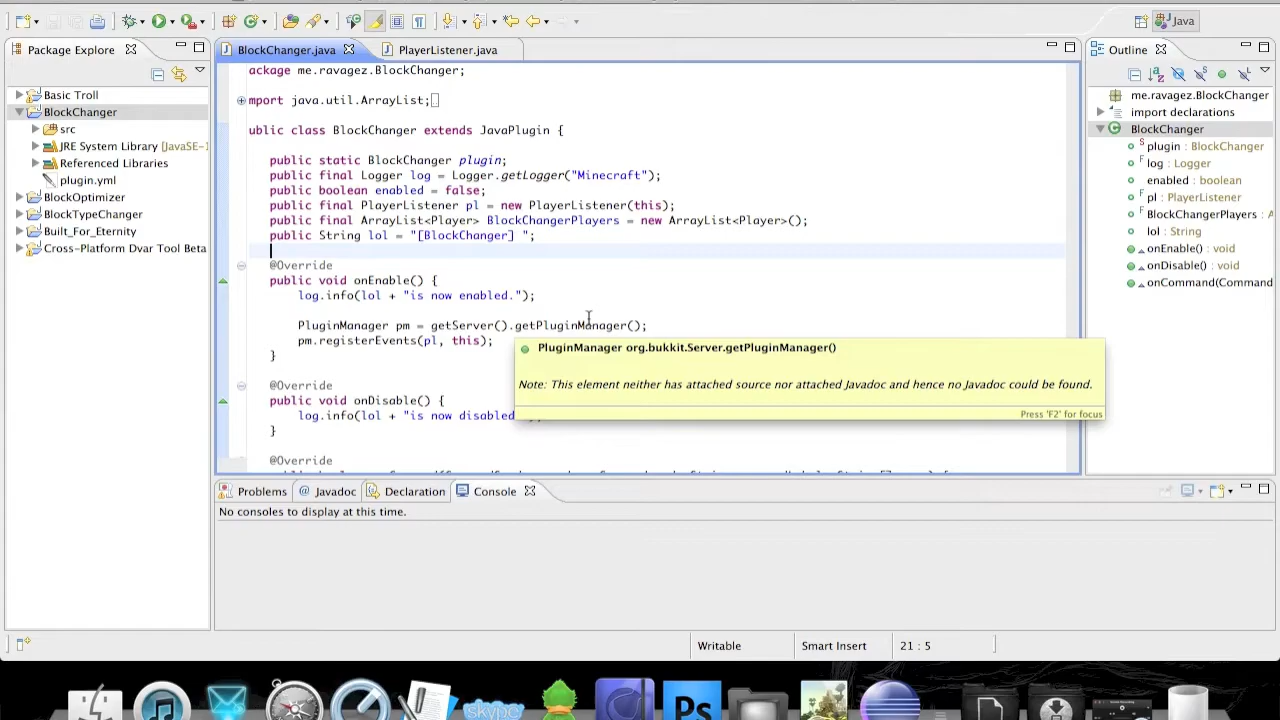 Java
Package Explore
BlockChanger.java
PlayerListener.java
Outline
Basic Troll
BlockChanger
src
JRE System Library [JavaSE-1
Referenced Libraries
plugin.yml
BlockOptimizer
BlockTypeChanger
Built_For_Eternity
Cross-Platform Dvar Tool Beta
ackage me.ravagez.BlockChanger;
mport java.util.ArrayList;
ublic class BlockChanger extends JavaPlugin {
public static BlockChanger plugin;
public final Logger log = Logger.getLogger("Minecraft");
public boolean enabled = false;
public final PlayerListener pl = new PlayerListener(this);
public final ArrayList<Player> BlockChangerPlayers = new ArrayList<Player>();
public String lol = "[BlockChanger] ";
@Override
public void onEnable() {
log.info(lol + "is now enabled.");
PluginManager pm = getServer().getPluginManager();
pm.registerEvents(pl, this);
}
@Override
public void onDisable() {
log.info(lol + "is now disabled
}
@Override
PluginManager org.bukkit.Server.getPluginManager()
Note: This element neither has attached source nor attached Javadoc and hence no Javadoc could be found.
Press 'F2' for focus
me.ravagez.BlockChanger
import declarations
BlockChanger
S plugin : BlockChanger
F log : Logger
enabled : boolean
F pl : PlayerListener
F BlockChangerPlayers : A
lol : String
onEnable() : void
onDisable() : void
onCommand(Command
Problems
@ Javadoc
Declaration
Console
No consoles to display at this time.
Writable
Smart Insert
21 : 5
skype
Ps